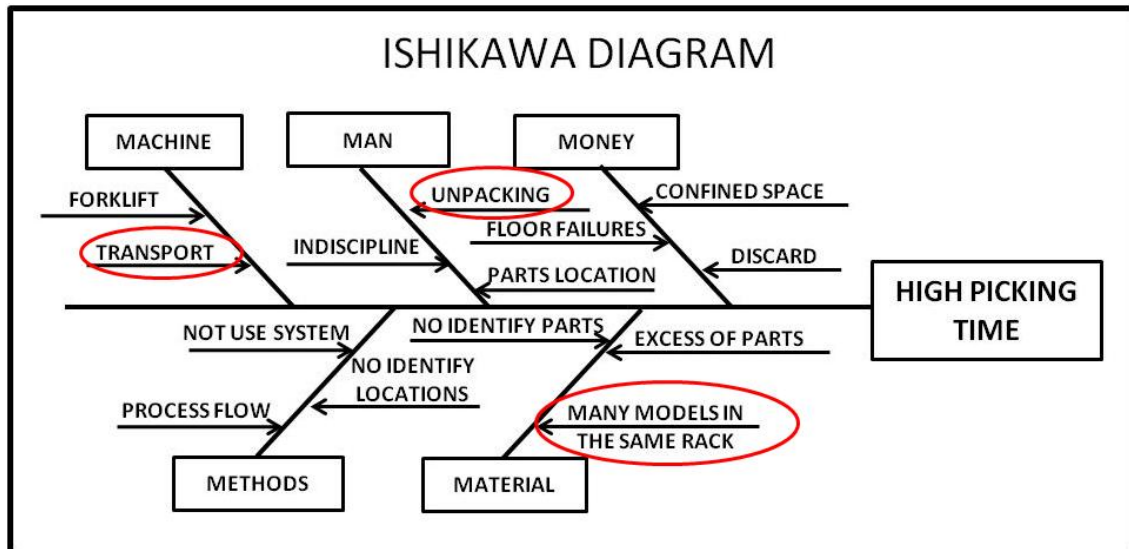 ISHIKAWA DIAGRAM
MACHINE
MAN
MONEY
FORKLIFT
TRANSPORT
UNPACKING
INDISCIPLINE
PARTS LOCATION
CONFINED SPACE
FLOOR FAILURES
DISCARD
HIGH PICKING
TIME
NOT USE SYSTEM
NO IDENTIFY
LOCATIONS
PROCESS FLOW
NO IDENTIFY PARTS
EXCESS OF PARTS
MANY MODELS IN
THE SAME RACK
METHODS
MATERIAL